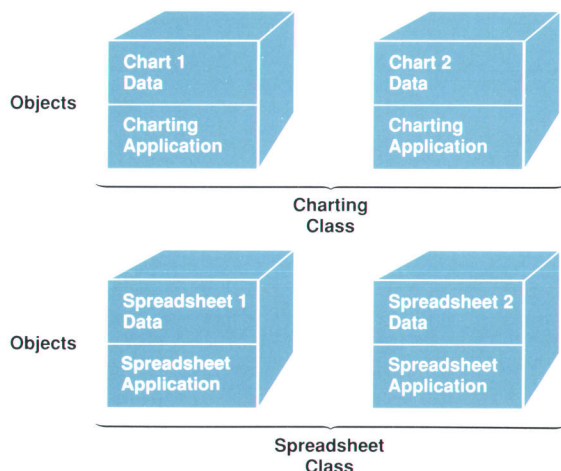 Chart 1
Data
Chart 2
Data
Objects
Charting
Application
Charting
Application
Charting
Class
Spreadsheet 1
Data
Spreadsheet 2
Data
Objects
Spreadsheet
Application
Spreadsheet
Application
Spreadsheet
Class